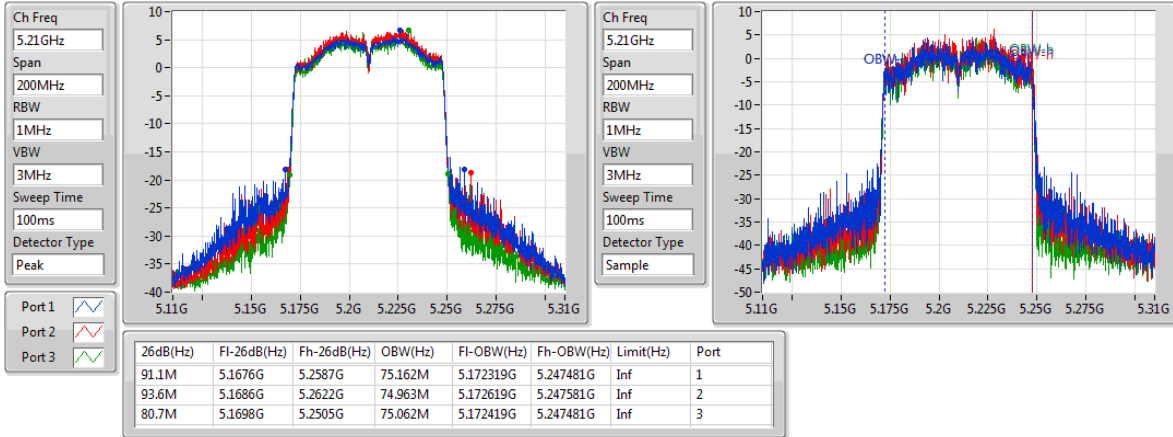 Ch Freq
5.21GHz
Span
200MHz
RBW
1MHz
VBW
3MHz
Sweep Time
100ms
Detector Type
Peak
Port 1
Port 2
Port 3
10
5
0
-5
-10
-15
-20
-25
-30
-35
-40
5.11G 5.15G 5.175G 5.2G 5.225G 5.25G 5.31G
Ch Freq
5.21GHz
Span
200MHz
RBW
1MHz
VBW
3MHz
Sweep Time
100ms
Detector Type
Sample
10
5
0
-5
-10
-15
-20
-25
-30
-35
-40
-45
-50
OBW-
OBW-h
5.11G 5.15G 5.175G 5.2G 5.225G 5.25G 5.31G
26dB(Hz) Fl-26dB(Hz) Fh-26dB(Hz) OBW(Hz) Fl-OBW(Hz) Fh-OBW(Hz) Limit(Hz) Port
91.1M 5.1676G 5.2587G 75.162M 5.172319G 5.247481G Inf 1
93.6M 5.1686G 5.2622G 74.963M 5.172619G 5.247581G Inf 2
80.7M 5.1698G 5.2505G 75.062M 5.172419G 5.247481G Inf 3